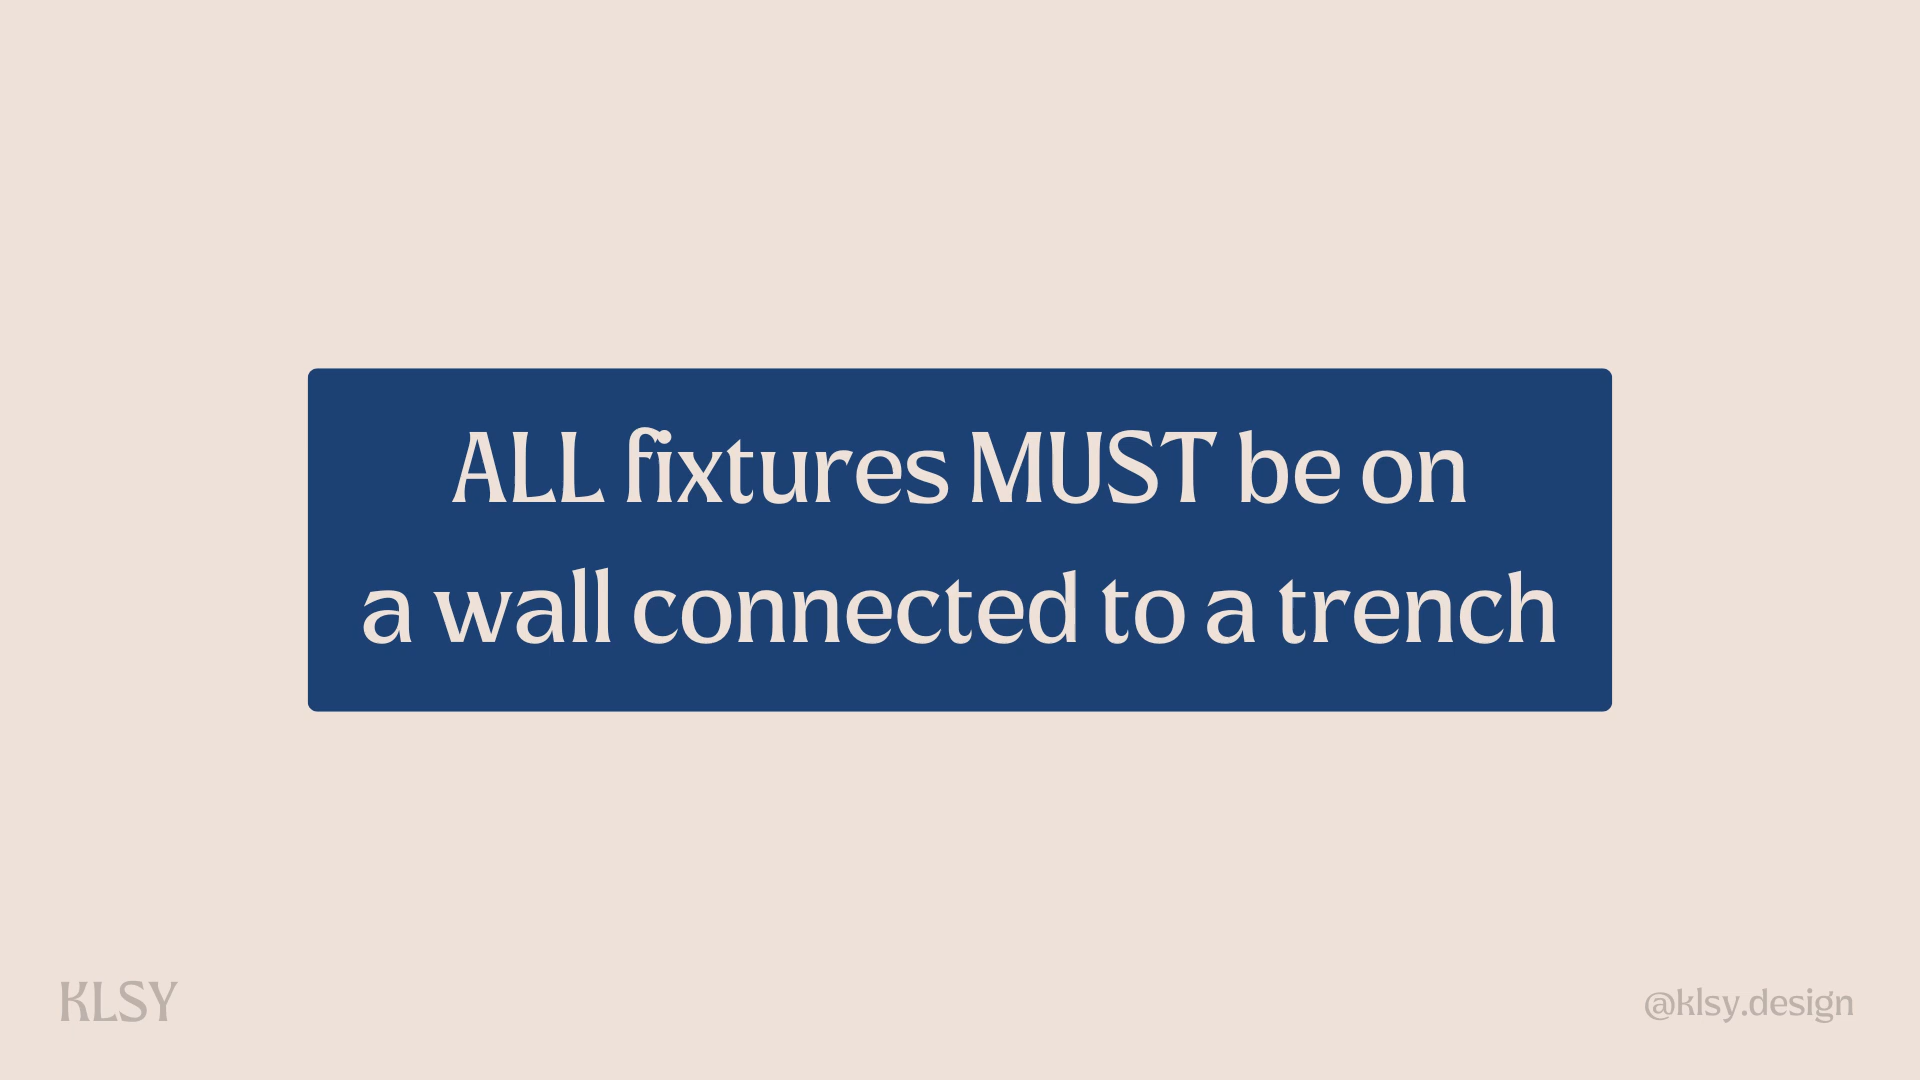 ALL fixtures MUST be on
a wall connected to a trench
KLSY
@klsy.design